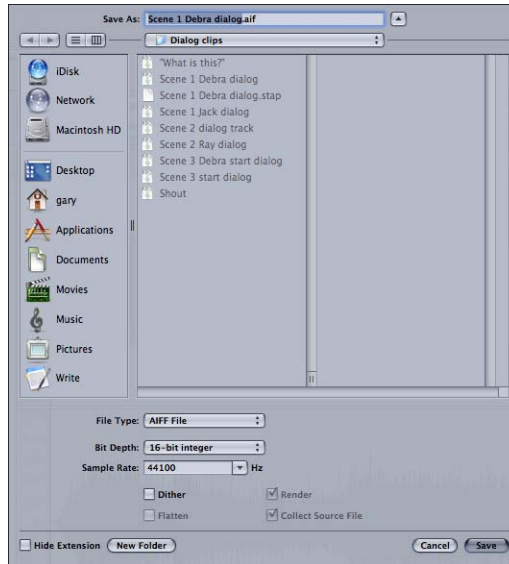 Save As: Scene 1 Debra dialog.aif
Dialog clips
iDisk
Network
Macintosh HD
Desktop
gary
Applications
Documents
Movies
Music
Pictures
Write
"What is this?"
Scene 1 Debra dialog
Scene 1 Debra dialog.stap
Scene 1 Jack dialog
Scene 2 dialog track
Scene 2 Ray dialog
Scene 3 Debra start dialog
Scene 3 start dialog
Shout
File Type: AIFF File
Bit Depth: 16-bit integer
Sample Rate: 44100 Hz
Dither Render
Flatten Collect Source File
Hide Extension New Folder Cancel Save